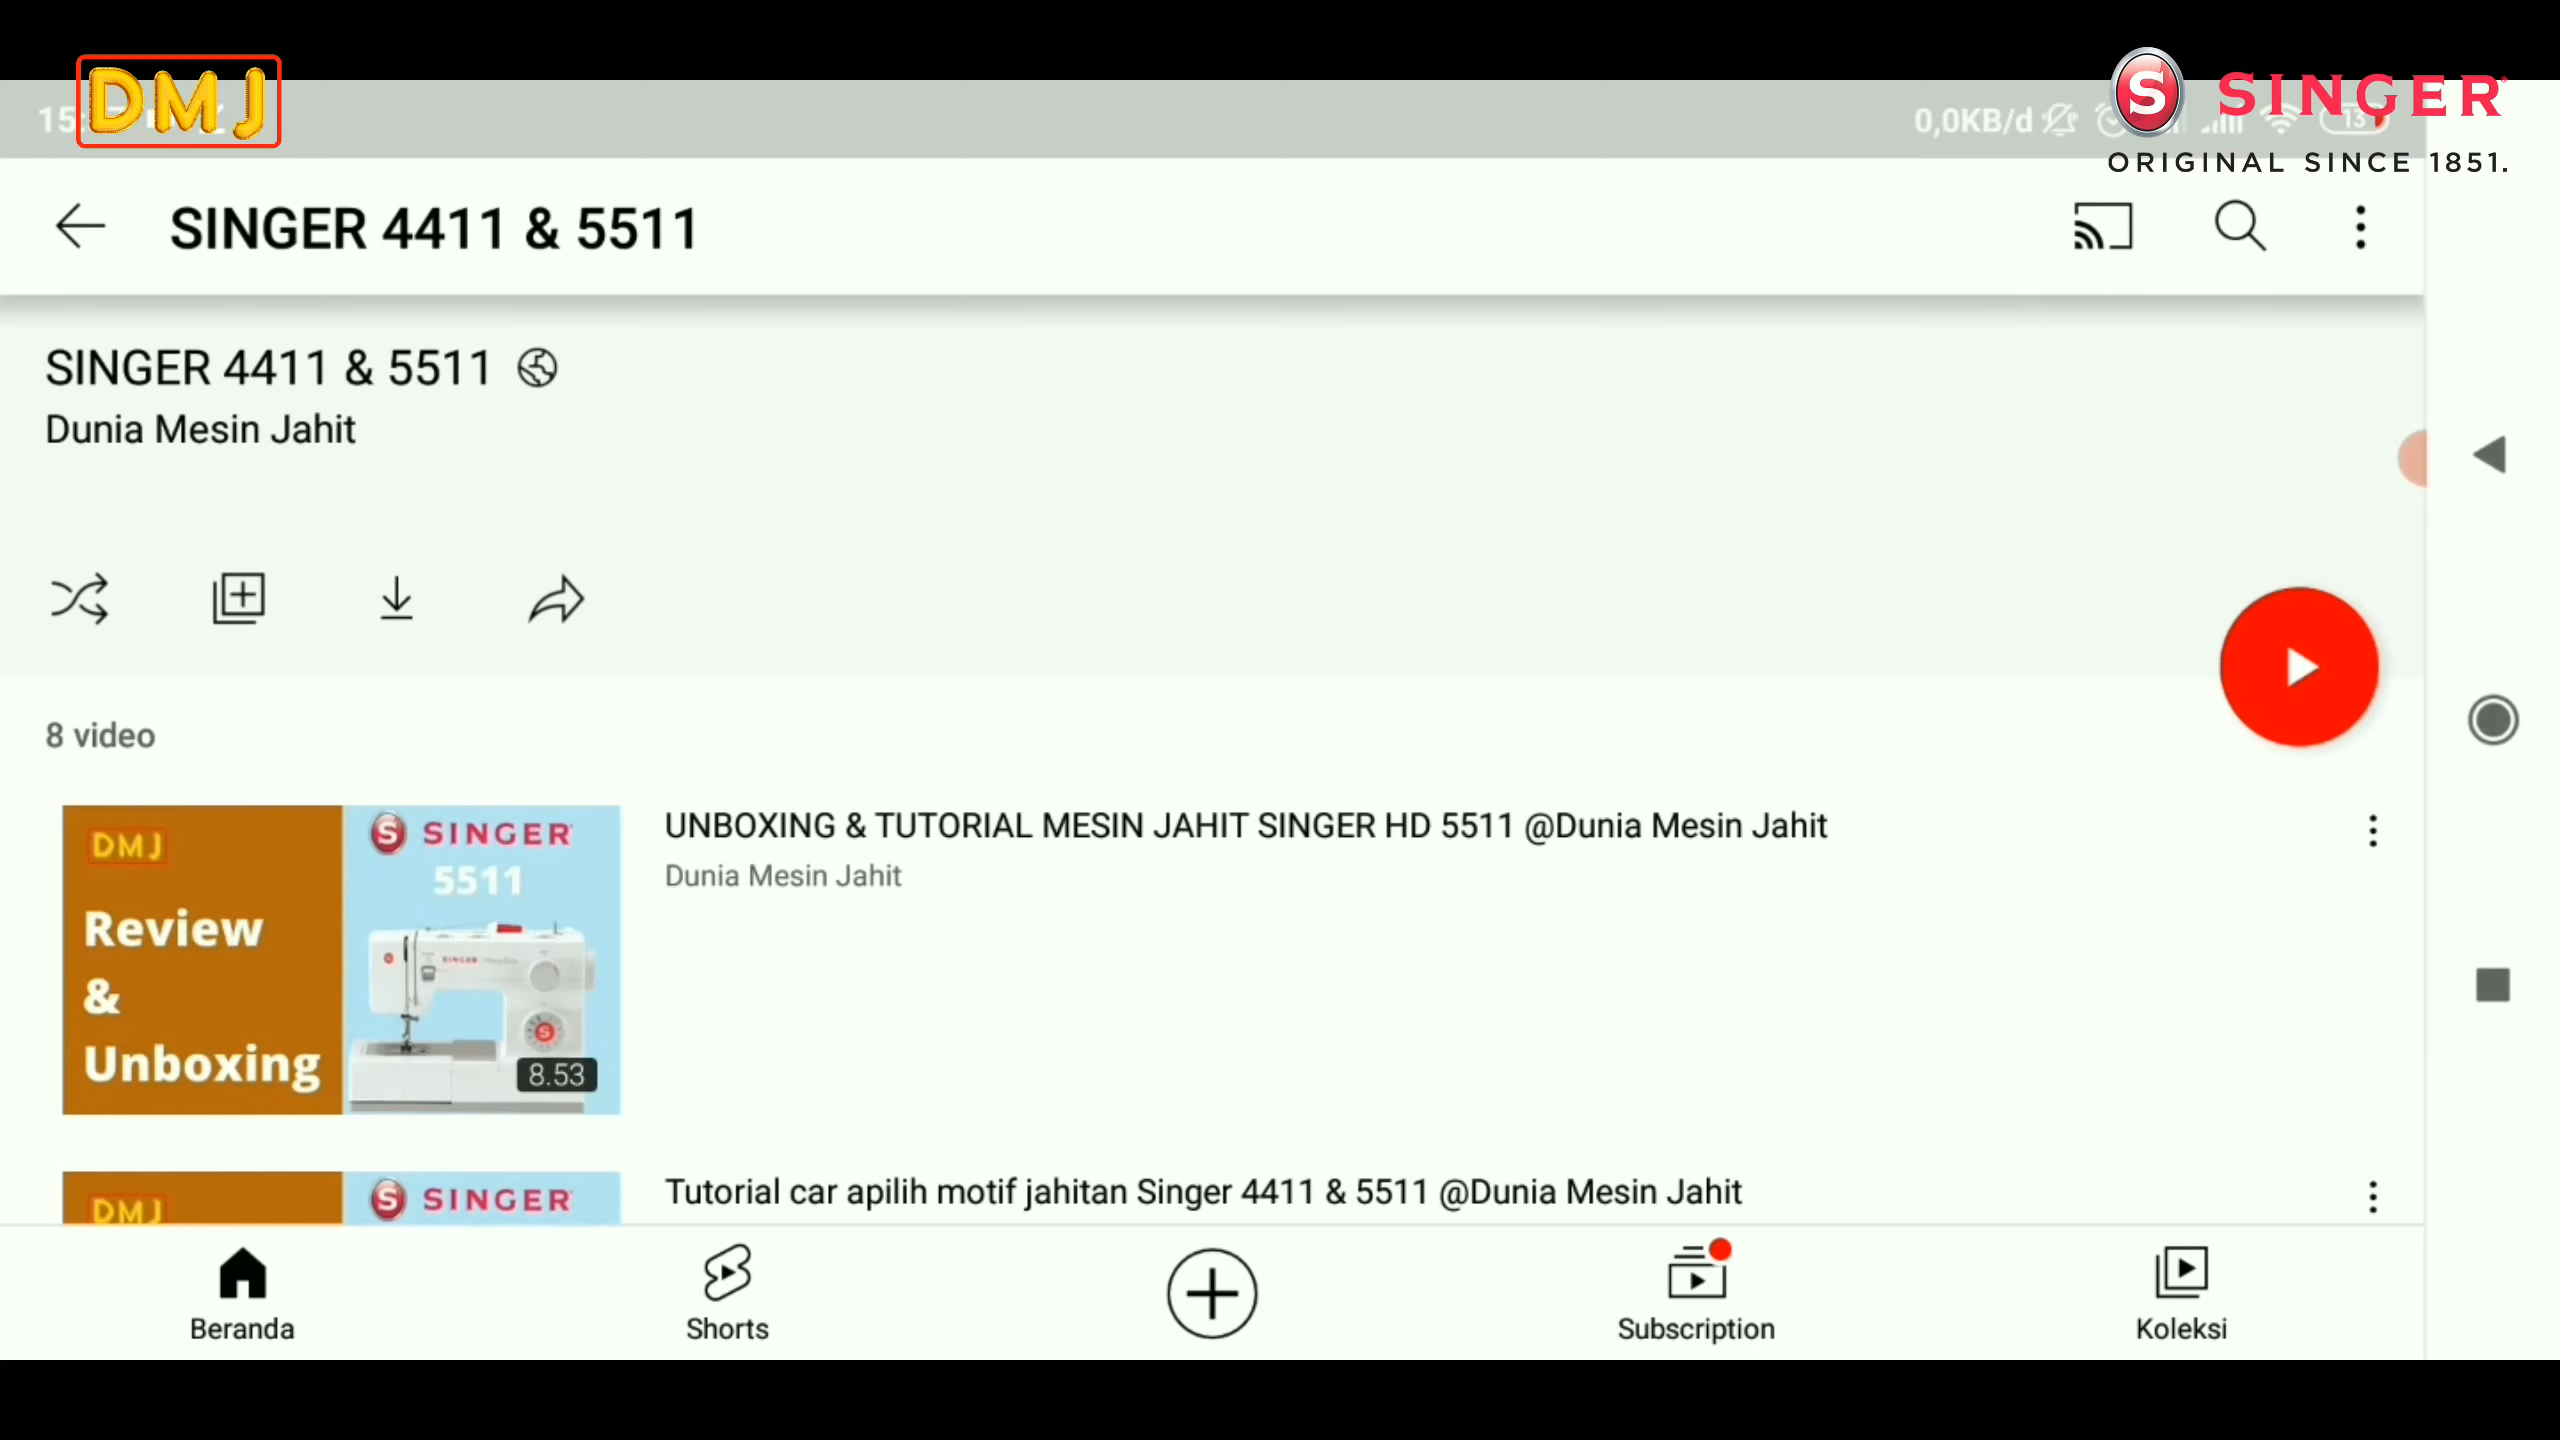 DMJ
SINGER
ORIGINAL SINCE 1851.
0,0KB/d
13
SINGER 4411 & 5511
SINGER 4411 & 5511
Dunia Mesin Jahit
8 video
DMJ
Review
&
Unboxing
S SINGER
5511
SINGER
8.53
UNBOXING & TUTORIAL MESIN JAHIT SINGER HD 5511 @Dunia Mesin Jahit
Dunia Mesin Jahit
DMJ
S SINGER
Tutorial car apilih motif jahitan Singer 4411 & 5511 @Dunia Mesin Jahit
Beranda
Shorts
Subscription
Koleksi